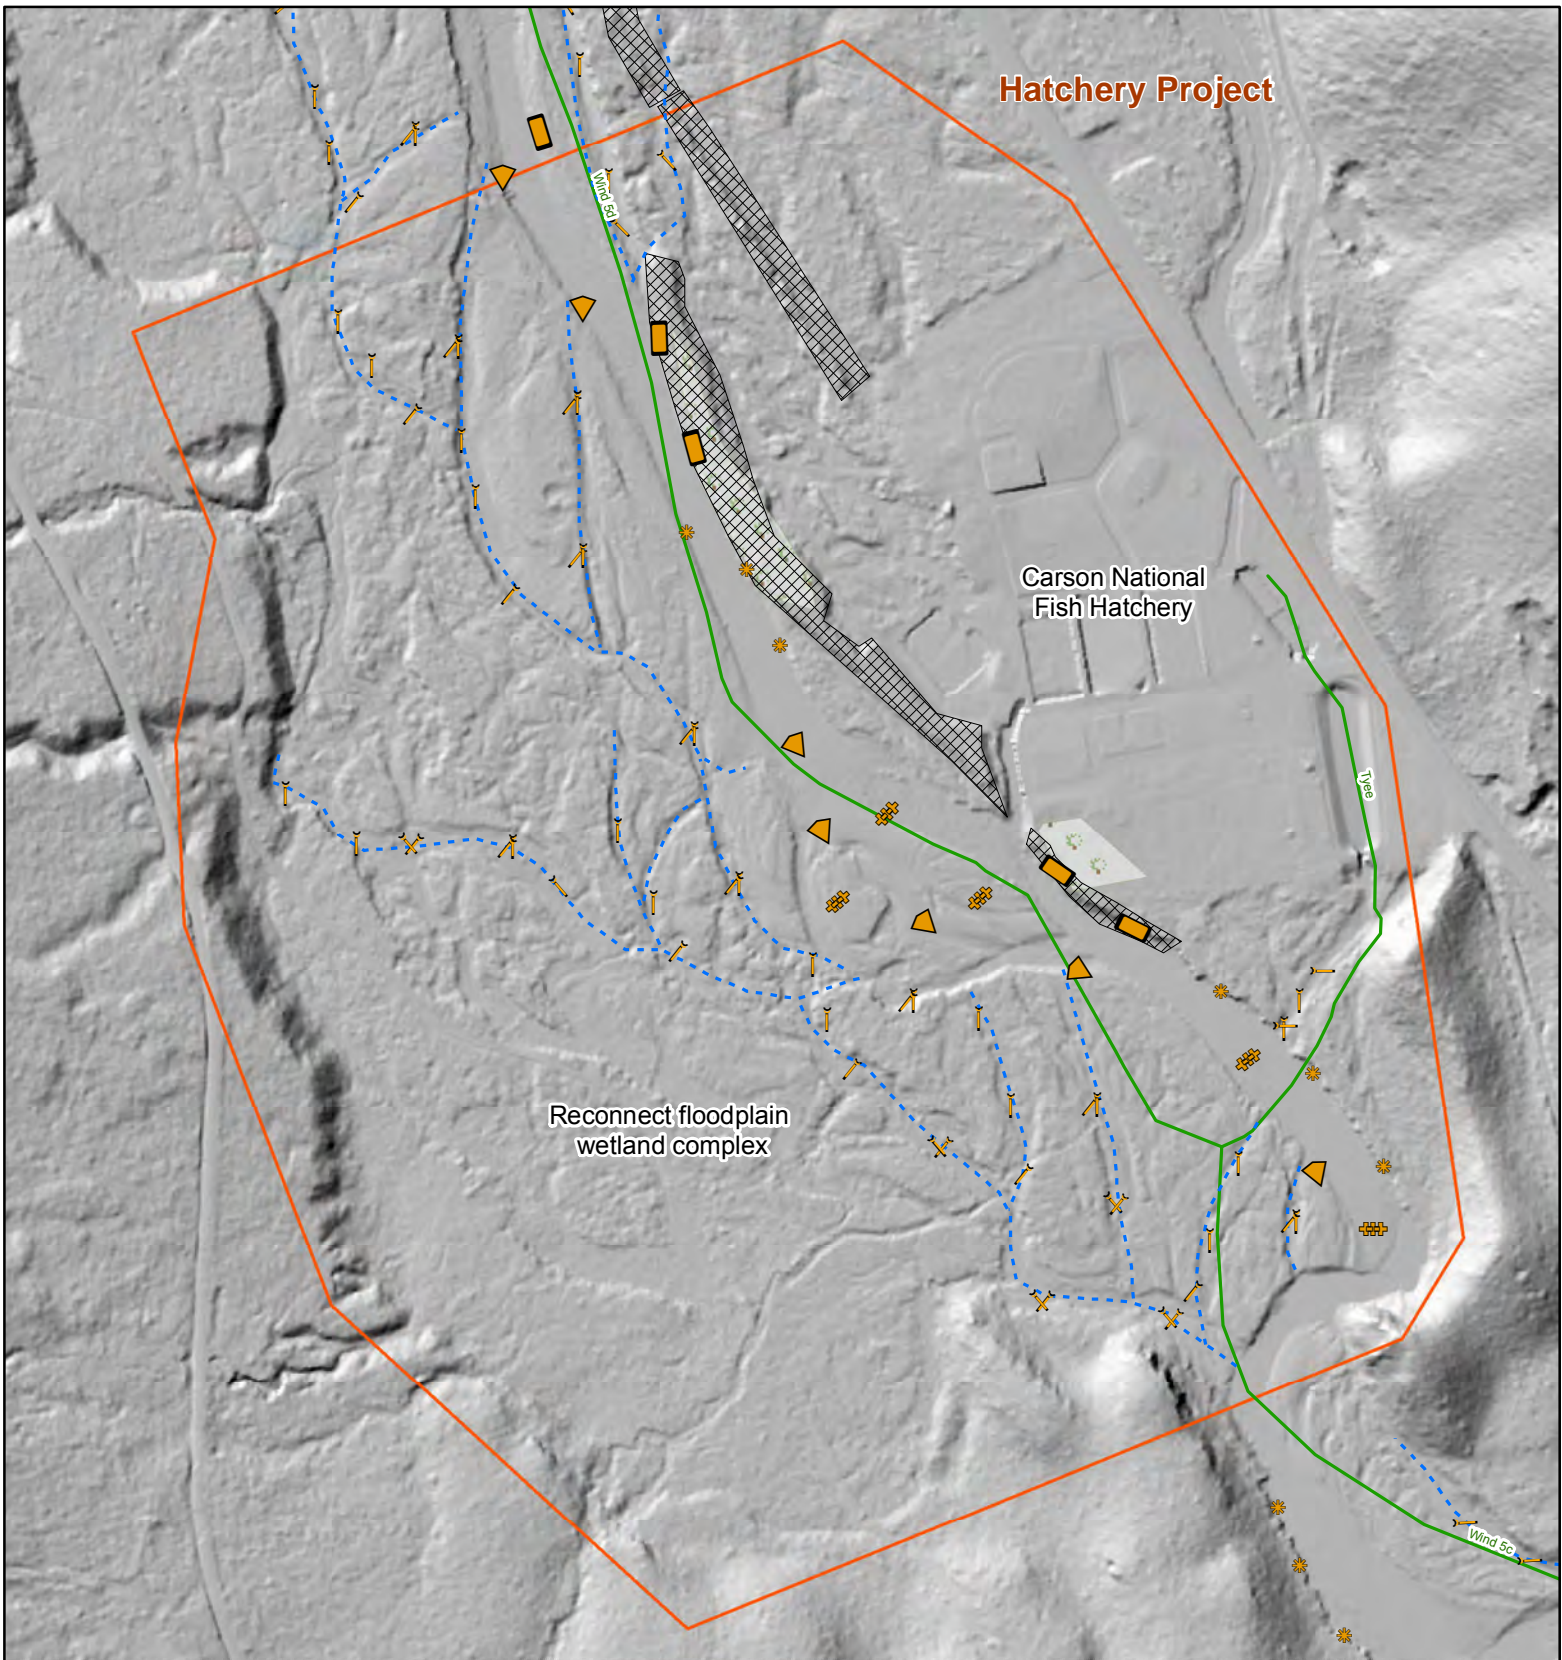 Hatchery Project
Wind 5d
Carson National
Fish Hatchery
Tyee
Reconnect floodplain
wetland complex
Wind 5c